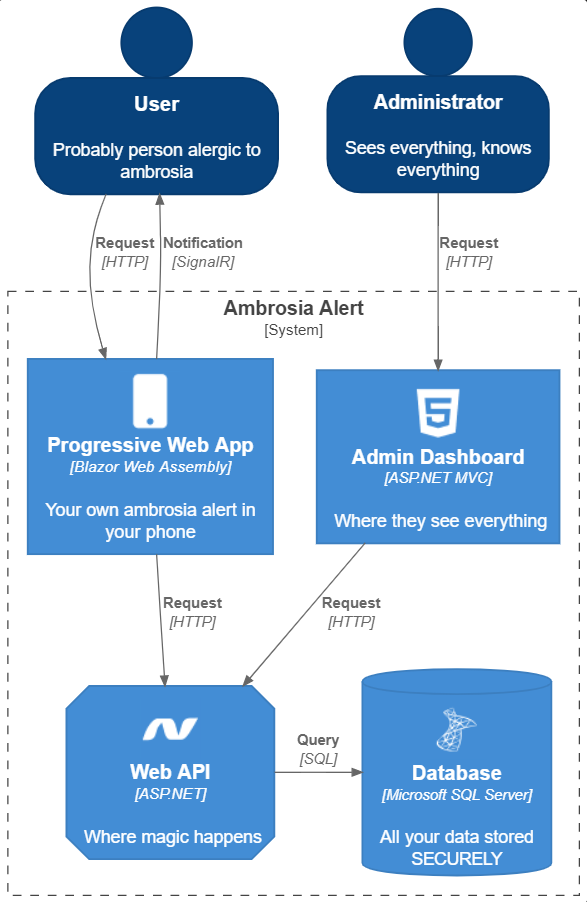 User
Probably person alergic to
ambrosia
Administrator
Sees everything, knows
everything
Request
[HTTP]
Notification
[SignalR]
Request
[HTTP]
Ambrosia Alert
[System]
Progressive Web App
[Blazor Web Assembly]
Your own ambrosia alert in
your phone
Admin Dashboard
[ASP.NET MVC]
Where they see everything
Request
[HTTP]
Request
[HTTP]
Web API
[ASP.NET]
Where magic happens
Query
[SQL]
Database
[Microsoft SQL Server]
All your data stored
SECURELY